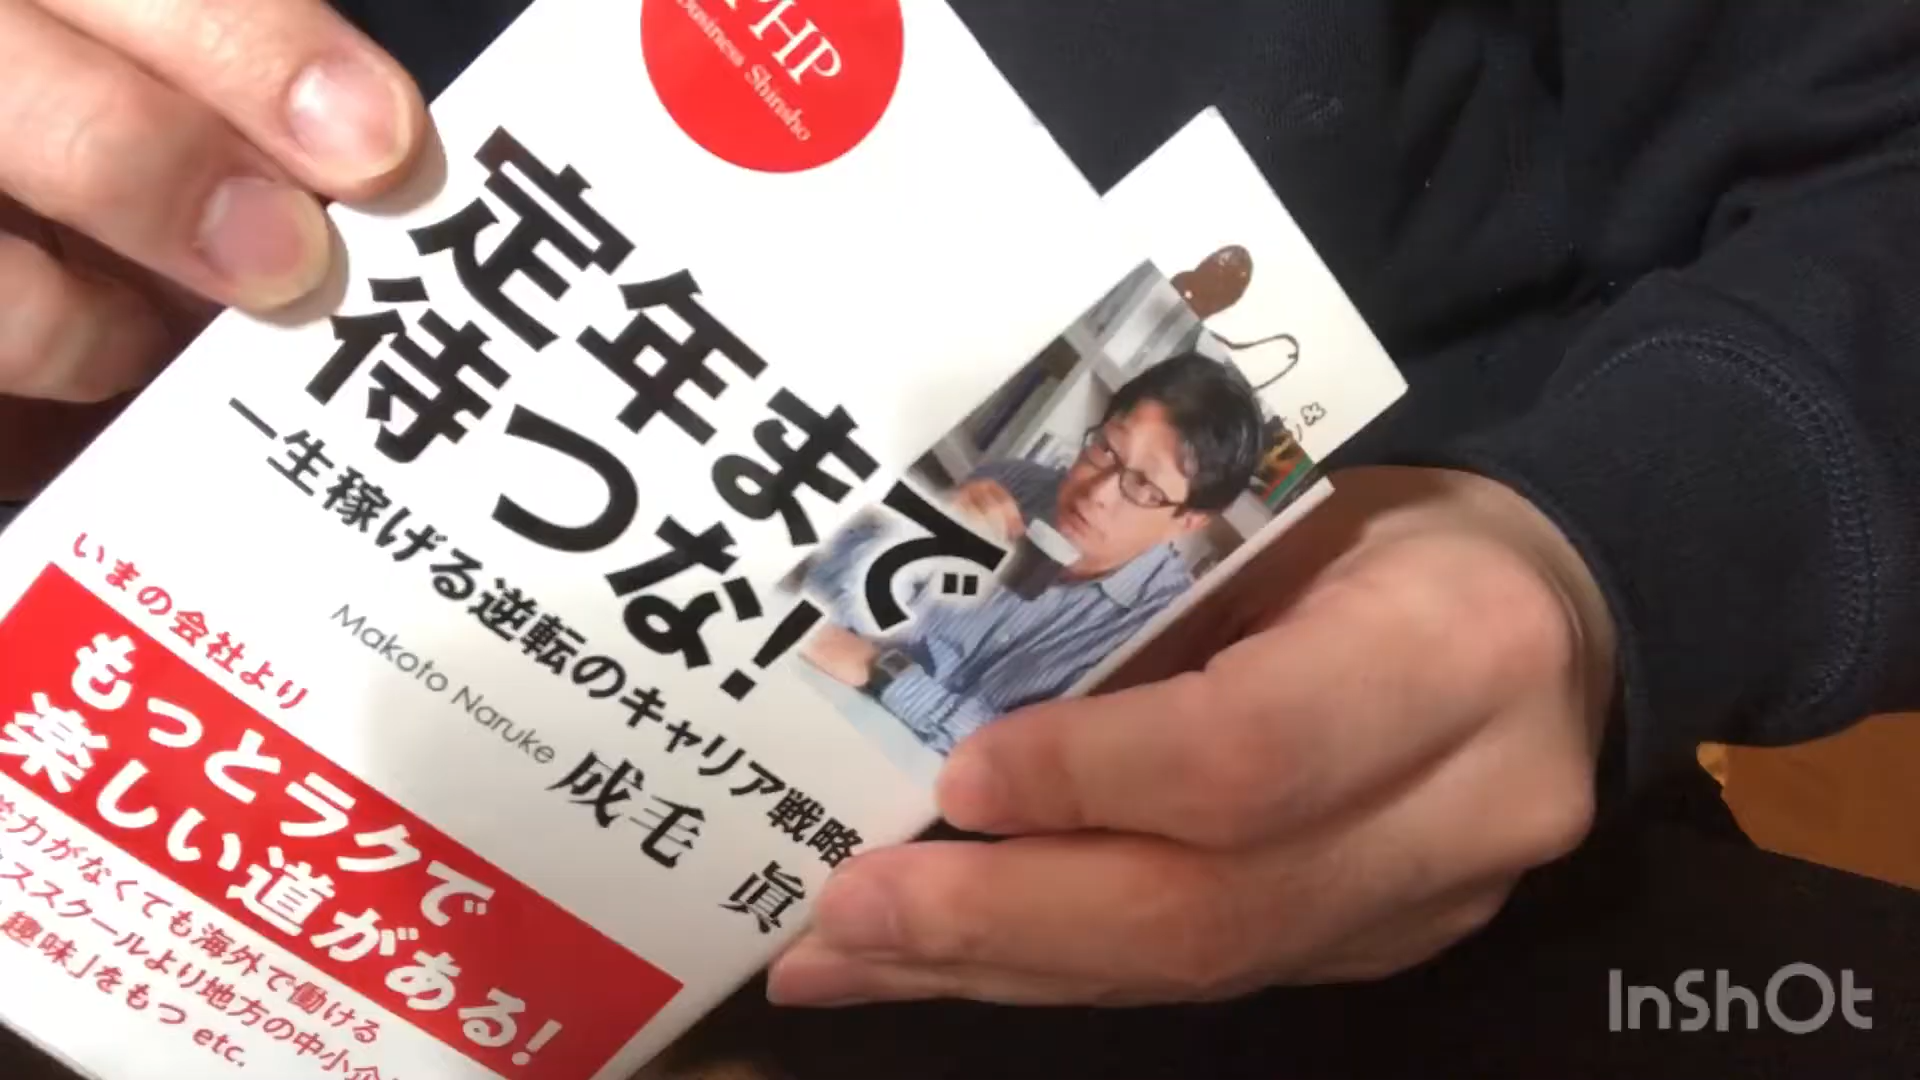 PHP
Business Shinsho
定年まで
待つな!
一生稼げる逆転のキャリア戦略
Makoto Naruke
成毛 眞
いまの会社より
もっとラクで
楽しい道がある!
力がなくても海外で働ける
スクールより地方の中小企
趣味」をもつ etc.
InShOt